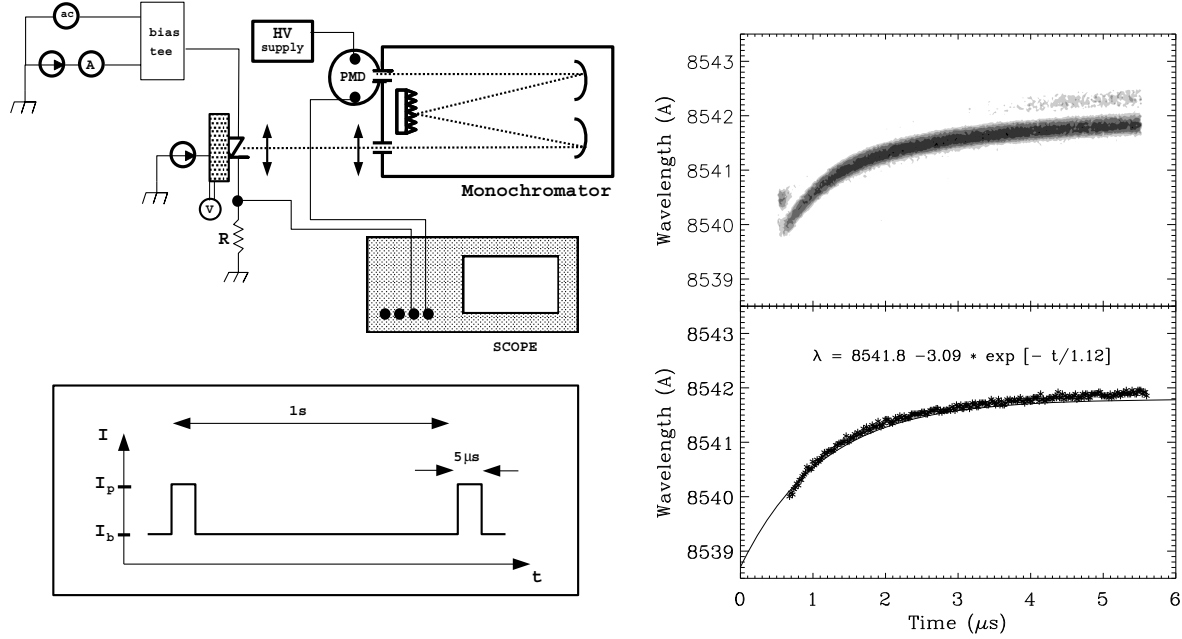 ac
bias
tee
A
HV
supply
PMD
Monochromator
V
R
SCOPE
1s
I
5μs
Ip
Ib
t
8543
8542
8541
8540
8539
Wavelength (A)
8543
λ = 8541.8 −3.09 * exp [− t/1.12]
8542
8541
8540
8539
Wavelength (A)
0 1 2 3 4 5 6
Time (μs)